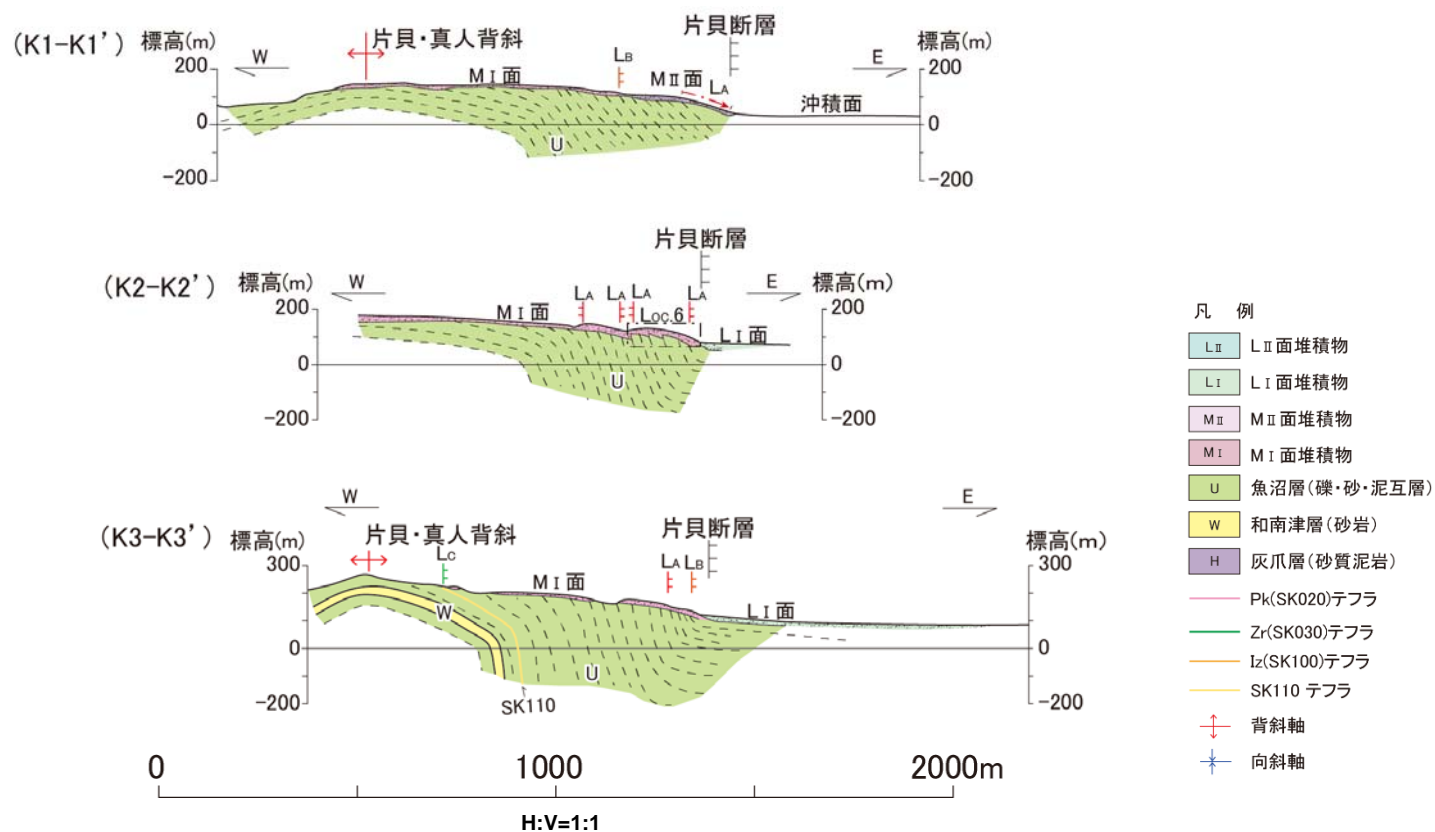 (K1-K1')
標高(m)
W
片貝・真人背斜
MⅠ面
LB
MⅡ面
LA
片貝断層
沖積面
E
標高(m)
200
0
-200
U
200
0
-200
(K2-K2')
標高(m)
W
片貝断層
E
標高(m)
LA
LA
LA
LA
Loc.6
MⅠ面
LⅠ面
200
0
-200
U
200
0
-200
(K3-K3')
標高(m)
W
片貝・真人背斜
片貝断層
E
標高(m)
LC
LA
LB
MⅠ面
LⅠ面
300
0
-200
W
U
SK110
300
0
-200
0
1000
2000m
H:V=1:1
凡 例
LⅡ LⅡ面堆積物
LⅠ LⅠ面堆積物
MⅡ MⅡ面堆積物
MⅠ MⅠ面堆積物
U 魚沼層(礫・砂・泥互層)
W 和南津層(砂岩)
H 灰爪層(砂質泥岩)
Pk(SK020)テフラ
Zr(SK030)テフラ
Iz(SK100)テフラ
SK110 テフラ
背斜軸
向斜軸